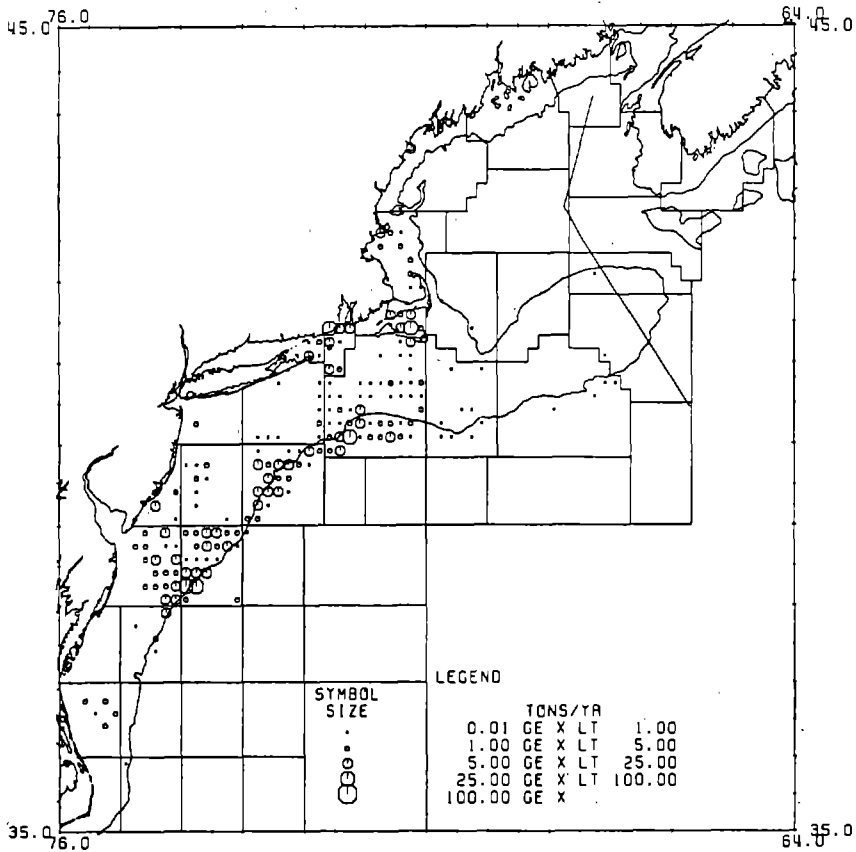 76.0
64.0
45.0
45.0
LEGEND
SYMBOL
SIZE
TONS/YR
0.01 GE X LT 1.00
1.00 GE X LT 5.00
5.00 GE X LT 25.00
25.00 GE X LT 100.00
100.00 GE X
35.0
35.0
76.0
64.0